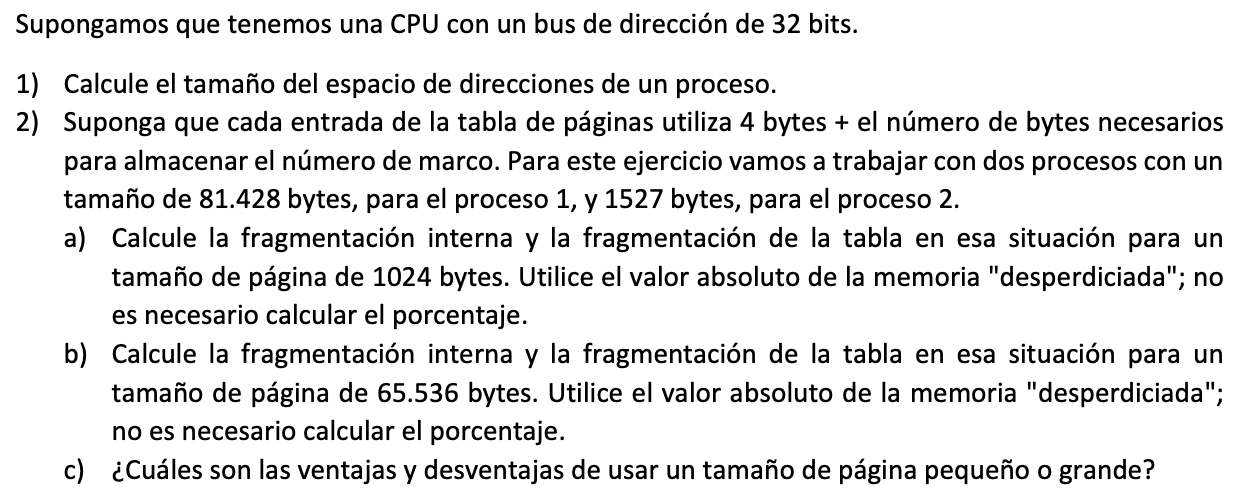 Supongamos que tenemos una CPU con un bus de dirección de 32 bits.
1) Calcule el tamaño del espacio de direcciones de un proceso.
2) Suponga que cada entrada de la tabla de páginas utiliza 4 bytes + el número de bytes necesarios
para almacenar el número de marco. Para este ejercicio vamos a trabajar con dos procesos con un
tamaño de 81.428 bytes, para el proceso 1, y 1527 bytes, para el proceso 2.
a) Calcule la fragmentación interna y la fragmentación de la tabla en esa situación para un
tamaño de página de 1024 bytes. Utilice el valor absoluto de la memoria "desperdiciada"; no
es necesario calcular el porcentaje.
b) Calcule la fragmentación interna y la fragmentación de la tabla en esa situación para un
tamaño de página de 65.536 bytes. Utilice el valor absoluto de la memoria "desperdiciada";
no es necesario calcular el porcentaje.
c) ¿Cuáles son las ventajas y desventajas de usar un tamaño de página pequeño o grande?